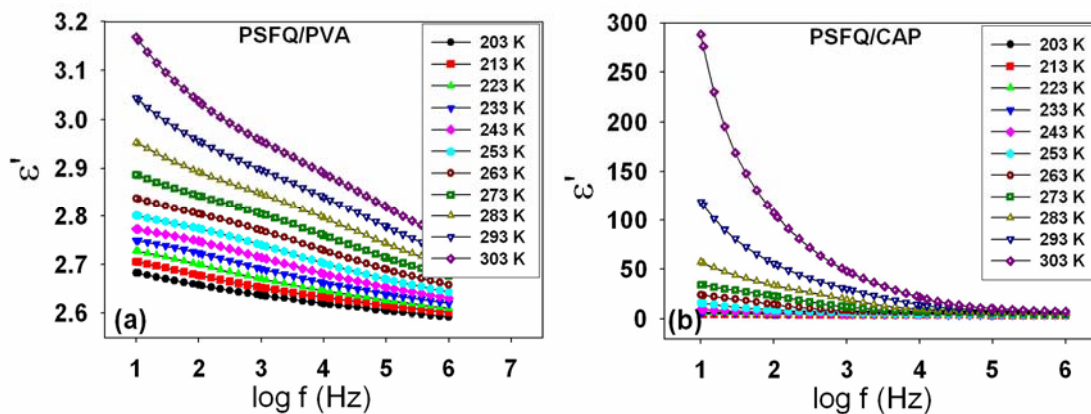 PSFQ/PVA
3.2
3.1
3.0
2.9
2.8
2.7
2.6
ε'
203 K
213 K
223 K
233 K
243 K
253 K
263 K
273 K
283 K
293 K
303 K
(a)
1 2 3 4 5 6 7
log f (Hz)
PSFQ/CAP
300
250
200
150
100
50
0
ε'
203 K
213 K
223 K
233 K
243 K
253 K
263 K
273 K
283 K
293 K
303 K
(b)
1 2 3 4 5 6
log f (Hz)